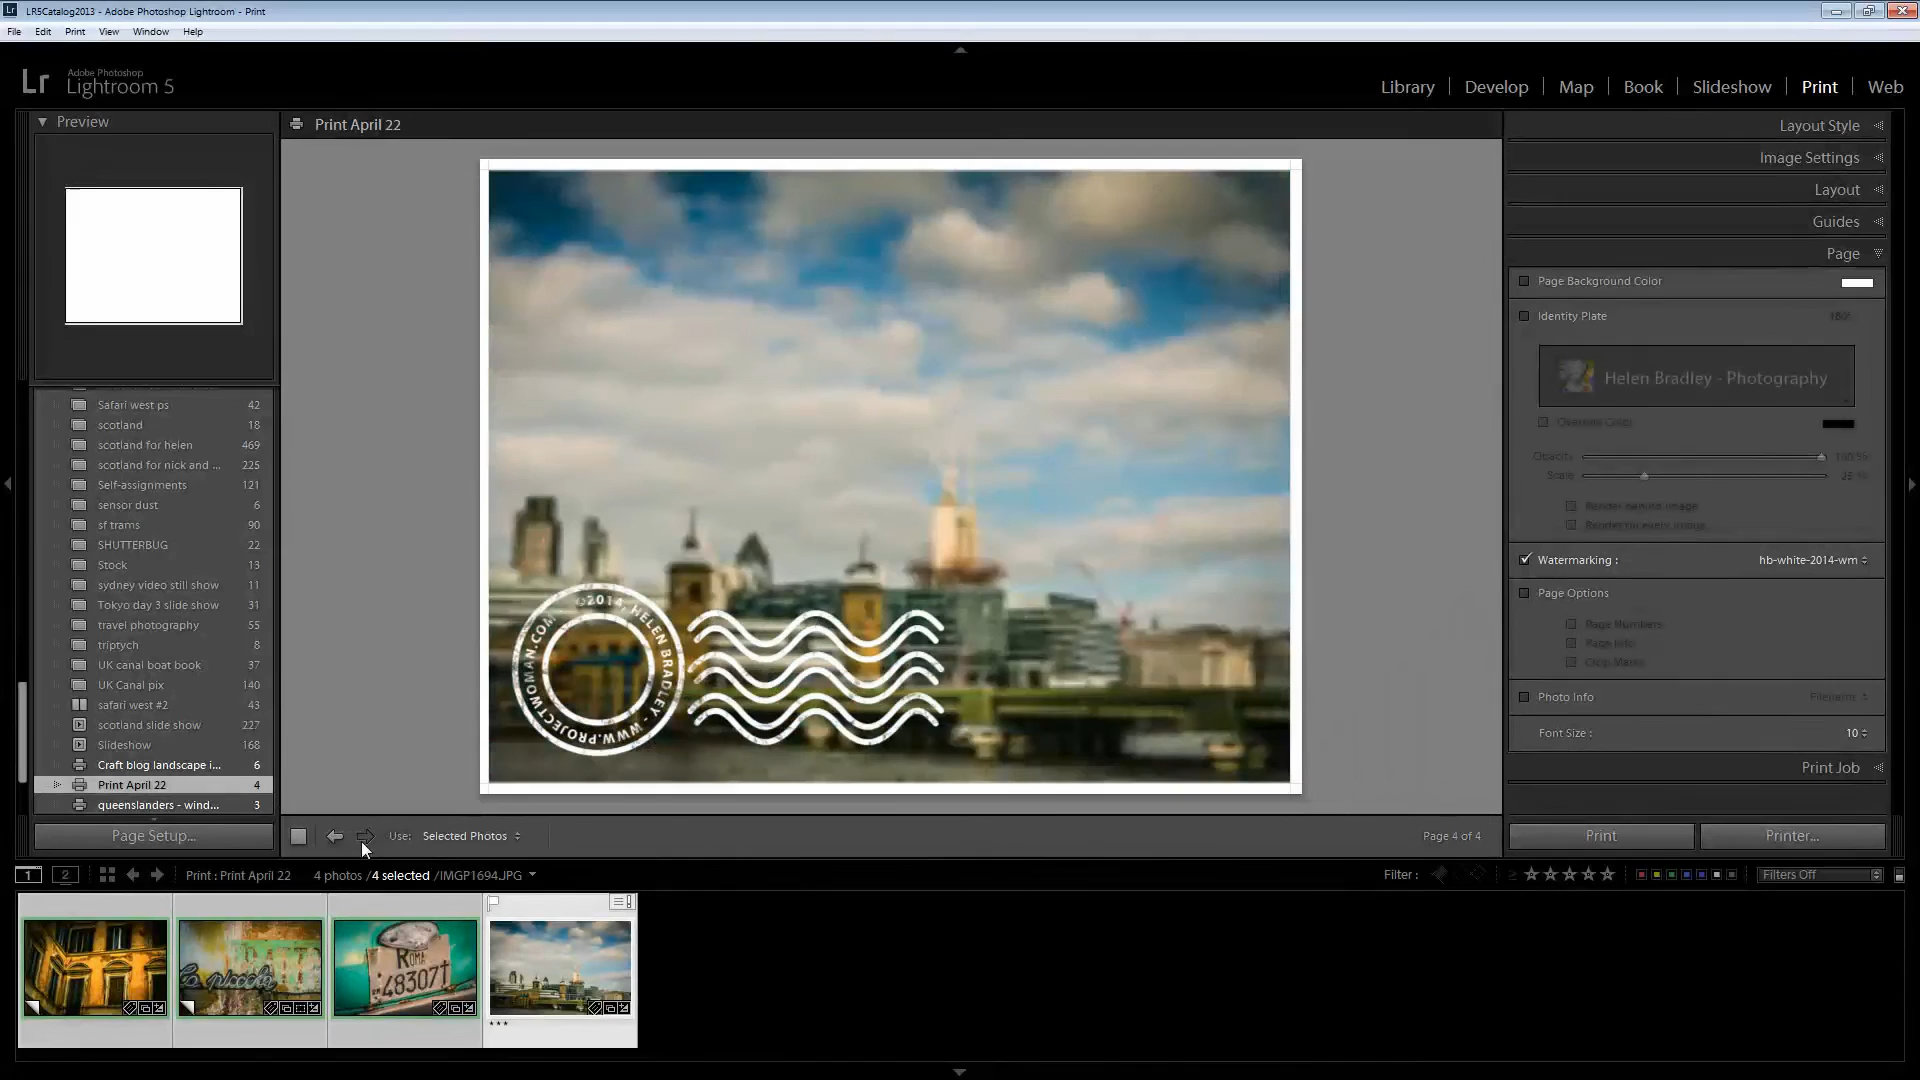 LR5Catalog2013 - Adobe Photoshop Lightroom - Print
File Edit Print View Window Help
Lr Adobe Photoshop
Lightroom 5
Library Develop Map Book Slideshow Print Web
Preview
Print April 22
Layout Style
Image Settings
Layout
Guides
Page
Page Background Color
Identity Plate
Helen Bradley - Photography
Override Color
Opacity 100 %
Scale 25 %
Render behind image
Render on every image
Watermarking : hb-white-2014-wm
Page Options
Page Numbers
Page Info
Crop Marks
Photo Info Filename
Font Size : 10
Print Job
Print Printer...
Safari west ps 42
scotland 18
scotland for helen 469
scotland for nick and ... 225
Self-assignments 121
sensor dust 6
sf trams 90
SHUTTERBUG 22
Stock 13
sydney video still show 11
Tokyo day 3 slide show 31
travel photography 55
triptych 8
UK canal boat book 37
UK Canal pix 140
safari west #2 43
scotland slide show 227
Slideshow 168
Craft blog landscape i... 6
Print April 22 4
queenslanders - wind... 3
Page Setup...
©2014, HELEN BRADLEY - WWW.PROJECTWOMAN.COM
Use: Selected Photos Page 4 of 4
1 2 Print : Print April 22 4 photos /4 selected /IMGP1694.JPG Filter : Filters Off
la piccola
ROMA
48307